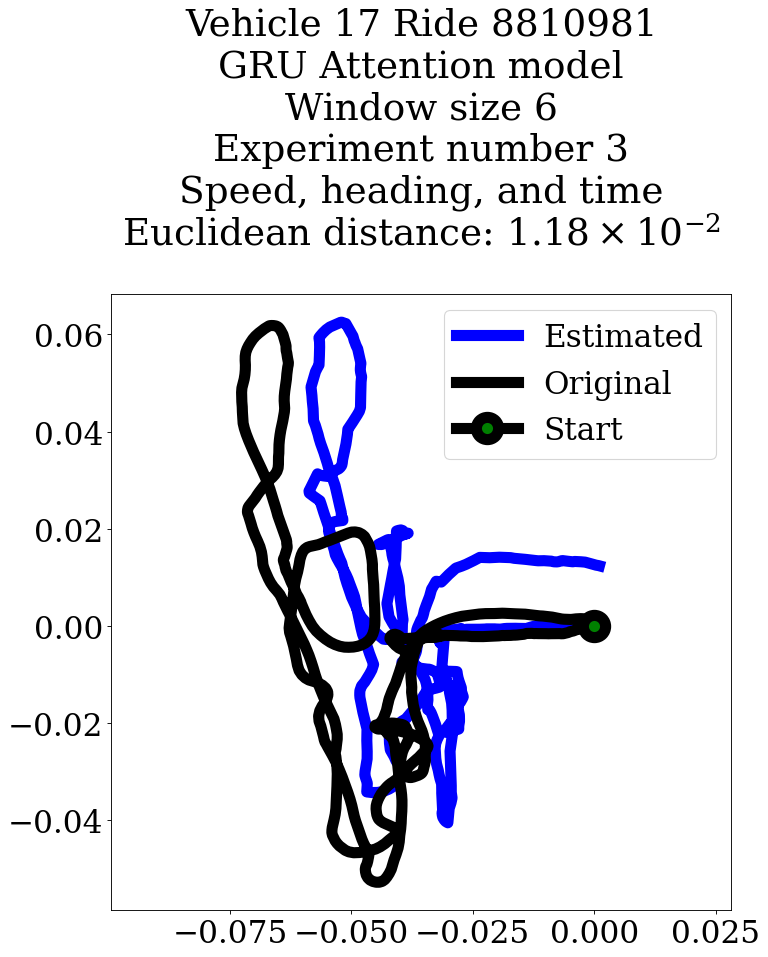 Vehicle 17 Ride 8810981
GRU Attention model
Window size 6
Experiment number 3
Speed, heading, and time
Euclidean distance: 1.18 × 10⁻²
Estimated
Original
Start
0.06
0.04
0.02
0.00
−0.02
−0.04
−0.075 −0.050 −0.025 0.000 0.025